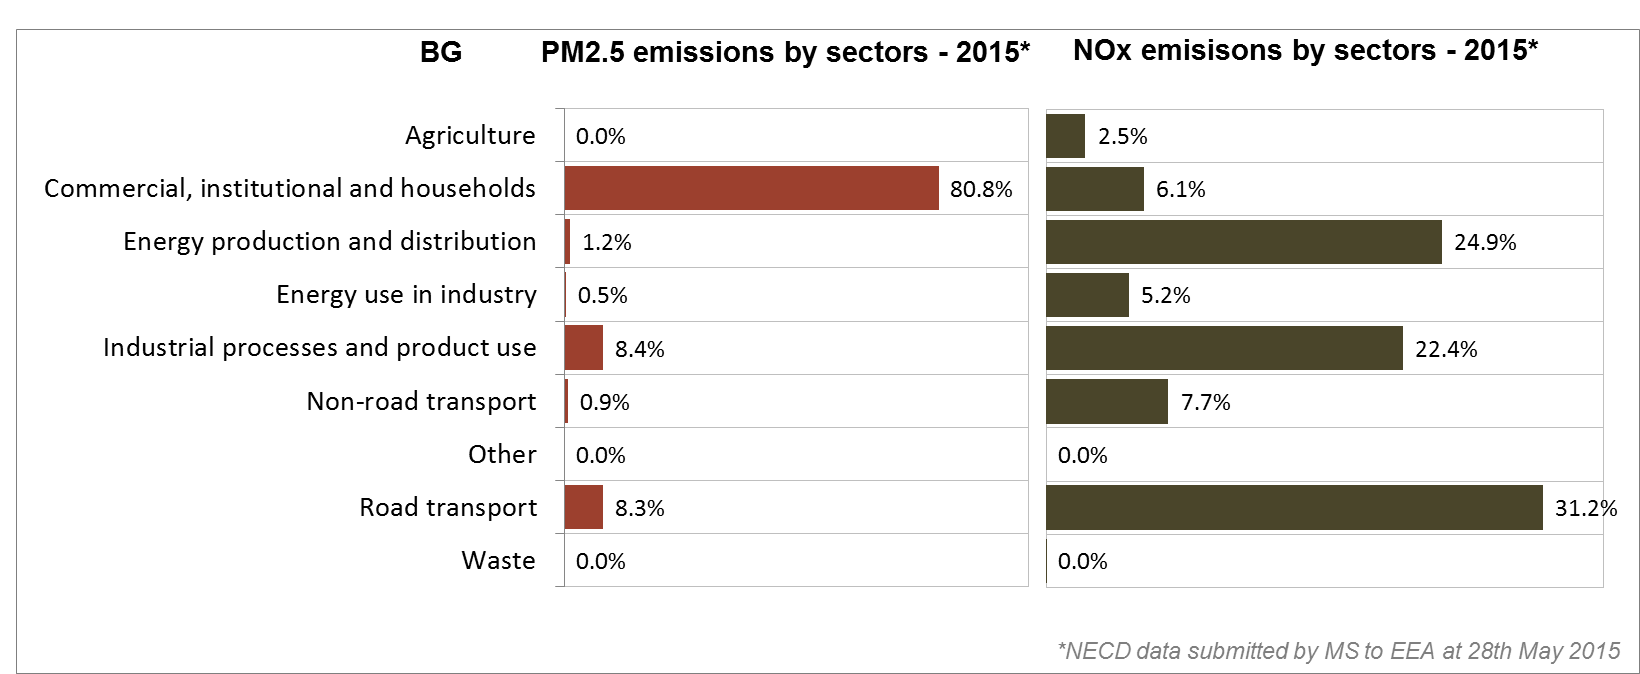 BG PM2.5 emissions by sectors - 2015* NOx emisisons by sectors - 2015*
Agriculture 0.0% 2.5%
Commercial, institutional and households 80.8% 6.1%
Energy production and distribution 1.2% 24.9%
Energy use in industry 0.5% 5.2%
Industrial processes and product use 8.4% 22.4%
Non-road transport 0.9% 7.7%
Other 0.0% 0.0%
Road transport 8.3% 31.2%
Waste 0.0% 0.0%
*NECD data submitted by MS to EEA at 28th May 2015